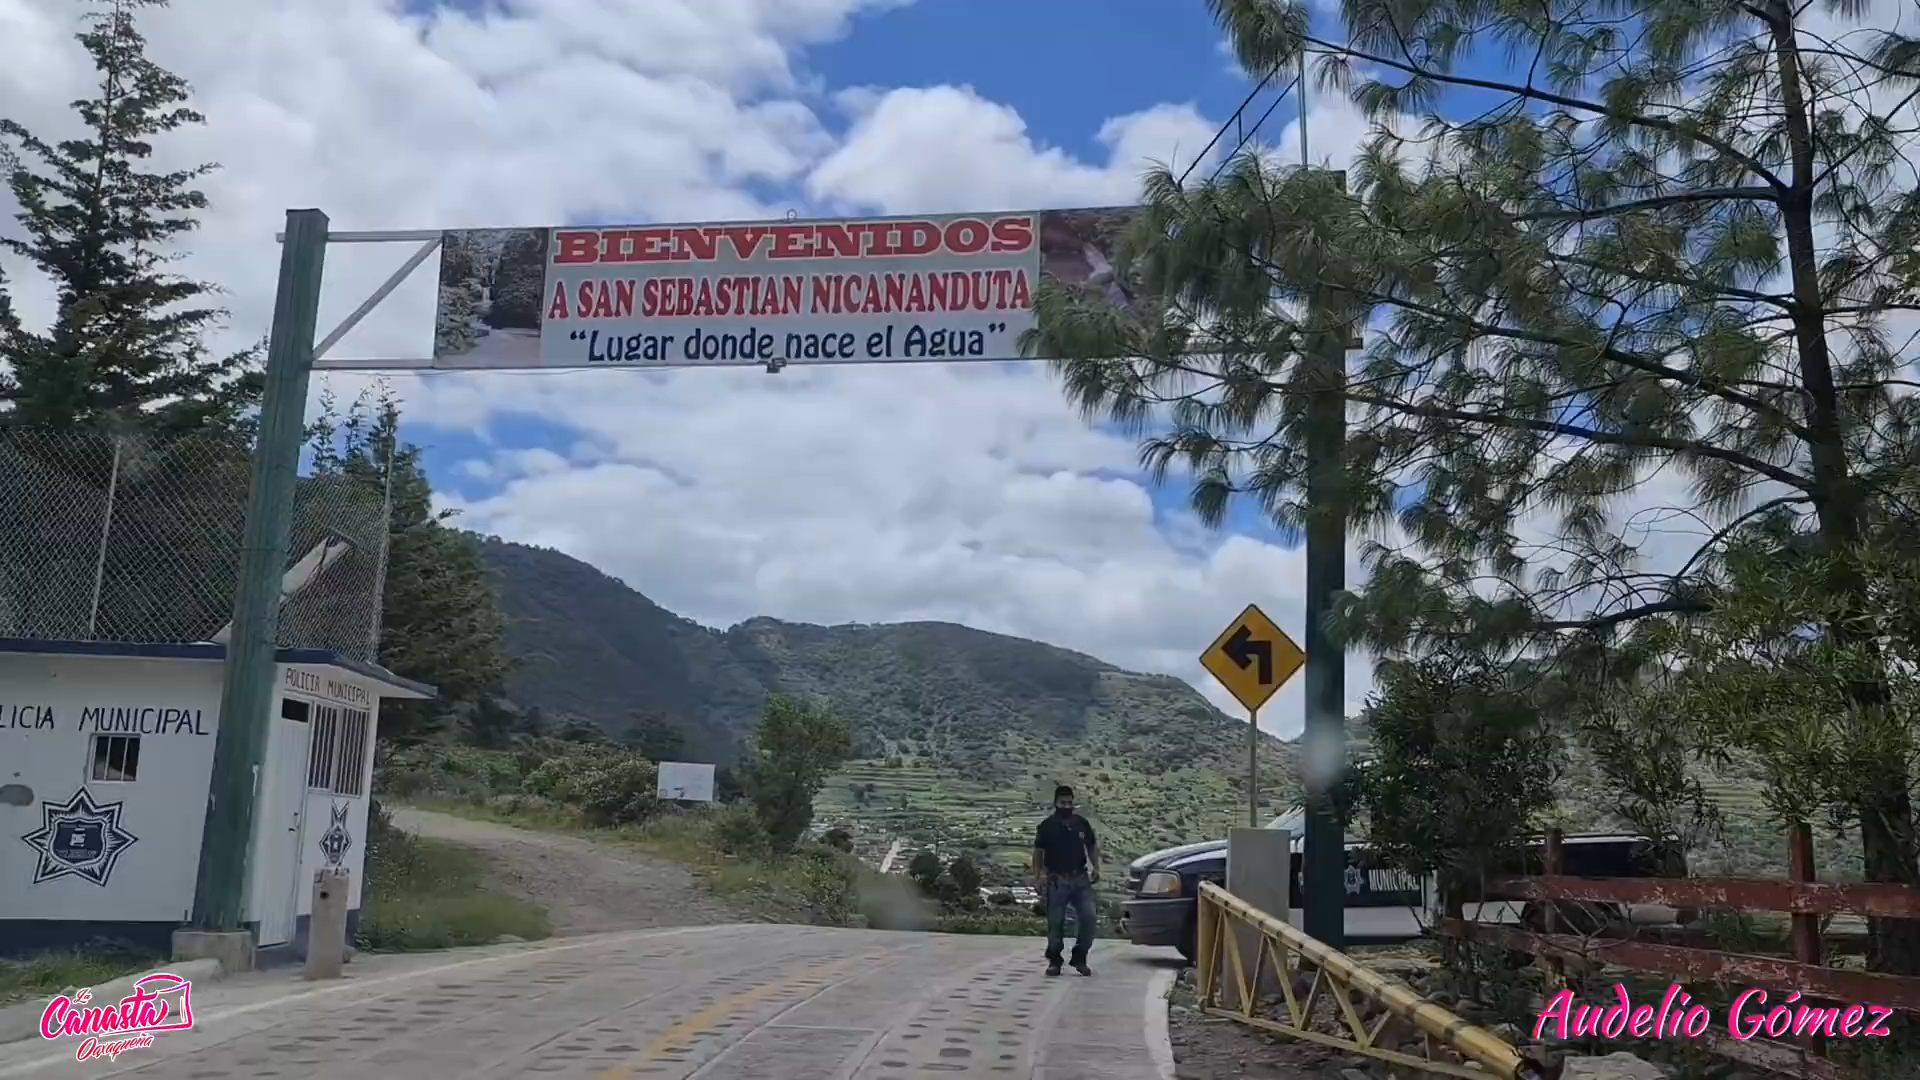 BIENVENIDOS
A SAN SEBASTIAN NICANANDUTA
“Lugar donde nace el Agua”
POLICIA MUNICIPAL
LICIA MUNICIPAL
MUNICIPAL
La
Canasta
Oaxaqueña
Audelio Gómez